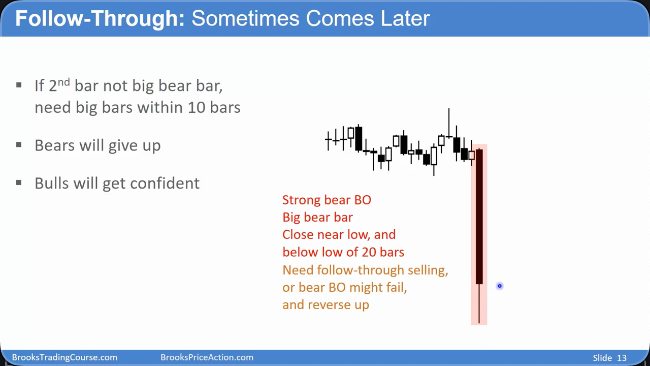 Follow-Through: Sometimes Comes Later
▪ If 2nd bar not big bear bar,
need big bars within 10 bars
▪ Bears will give up
▪ Bulls will get confident
Strong bear BO
Big bear bar
Close near low, and
below low of 20 bars
Need follow-through selling,
or bear BO might fail,
and reverse up
BrooksTradingCourse.com BrooksPriceAction.com Slide 13